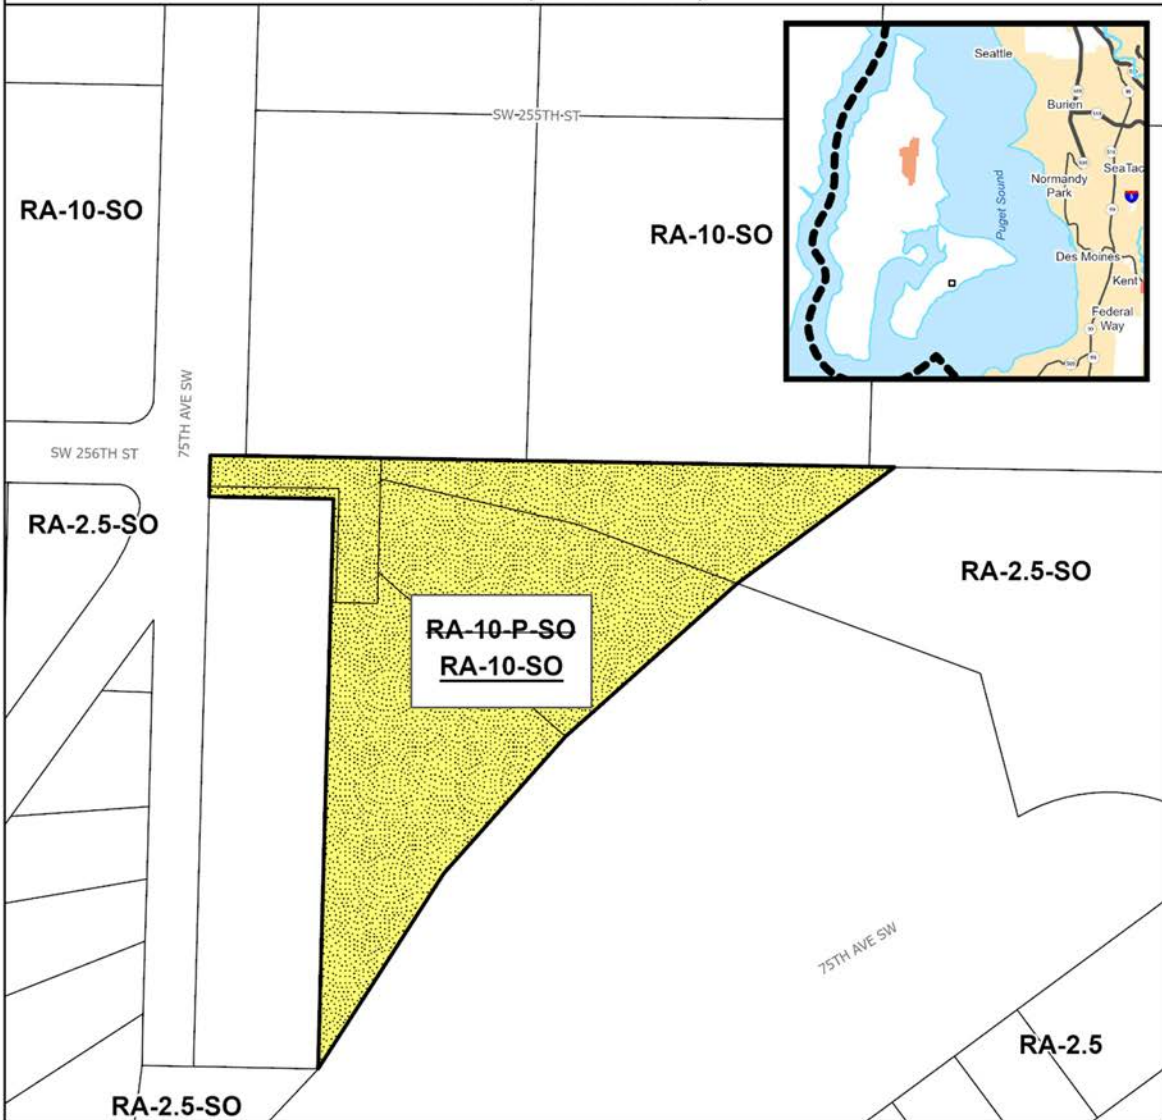 Seattle
Burien
SW 255TH ST
SeaTac
Normandy
Park
Puget Sound
RA-10-SO
RA-10-SO
Des Moines
Kent
Federal
Way
75TH AVE SW
SW 256TH ST
RA-2.5-SO
RA-2.5-SO
RA-10-P-SO
RA-10-SO
75TH AVE SW
RA-2.5
RA-2.5-SO